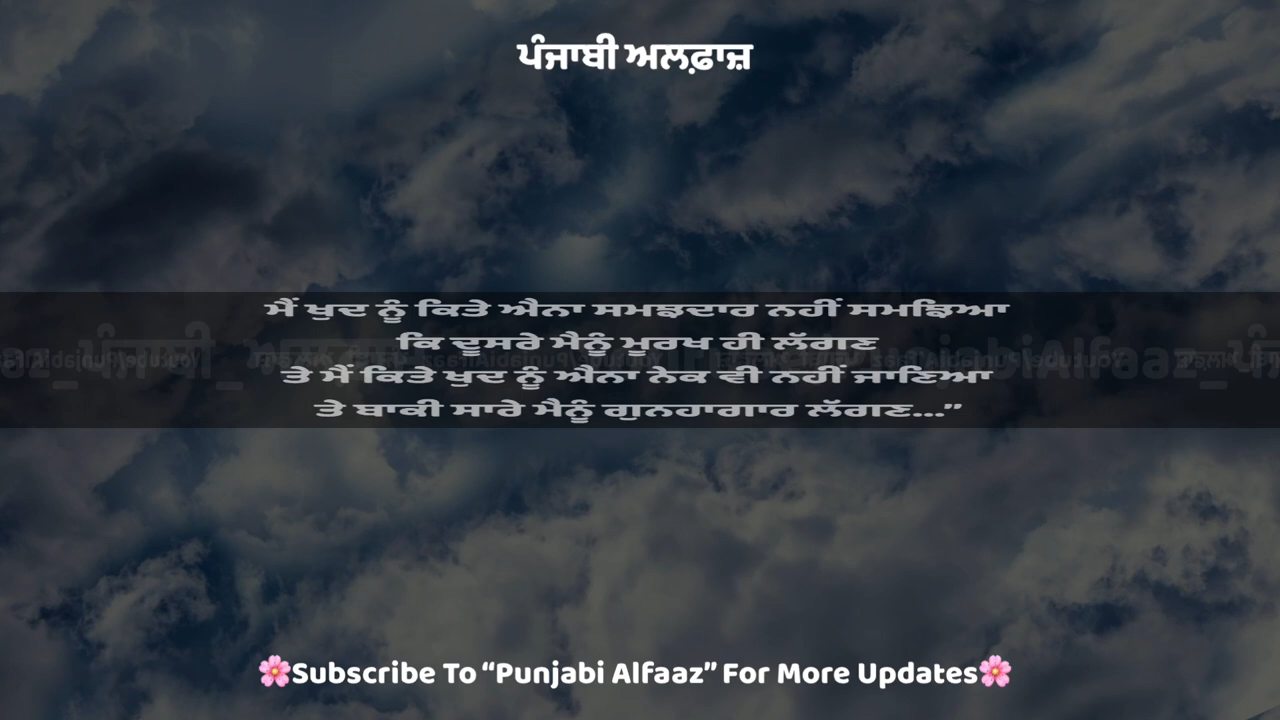 ਪੰਜਾਬੀ ਅਲਫ਼ਾਜ਼
ਮੈਂ ਖੁਦ ਨੂੰ ਕਿਤੇ ਐਨਾ ਸਮਝਦਾਰ ਨਹੀਂ ਸਮਝਿਆ
ਕਿ ਦੂਸਰੇ ਮੈਨੂੰ ਮੂਰਖ ਹੀ ਲੱਗਣ
ਤੇ ਮੈਂ ਕਿਤੇ ਖੁਦ ਨੂੰ ਐਨਾ ਨੇਕ ਵੀ ਨਹੀਂ ਜਾਣਿਆ
ਤੇ ਬਾਕੀ ਸਾਰੇ ਮੈਨੂੰ ਗੁਨਹਾਗਾਰ ਲੱਗਣ...”
🌸Subscribe To “Punjabi Alfaaz” For More Updates🌸